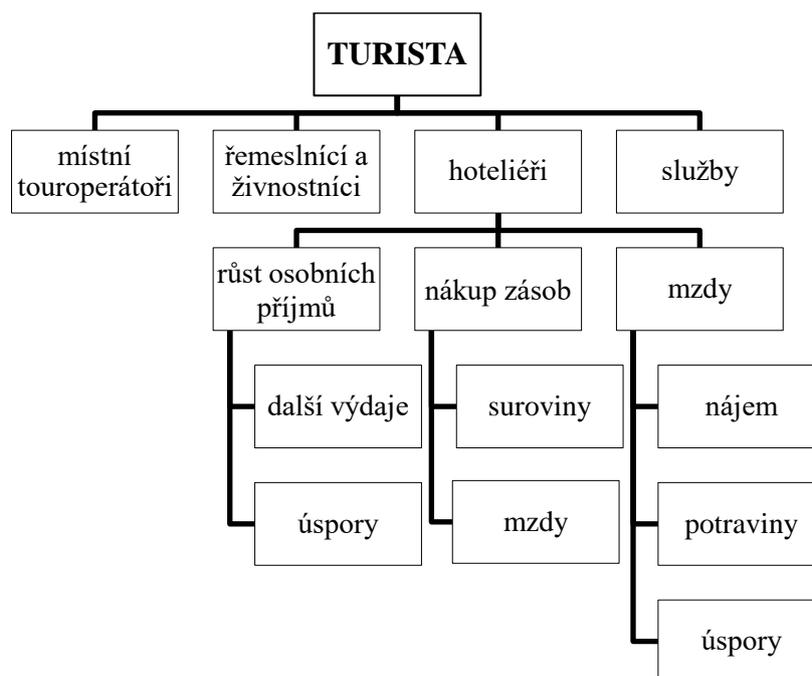 TURISTA
místní
touroperátoři
řemeslnící a
živnostníci
hoteliéři
služby
růst osobních
příjmů
nákup zásob
mzdy
další výdaje
suroviny
nájem
úspory
mzdy
potraviny
úspory